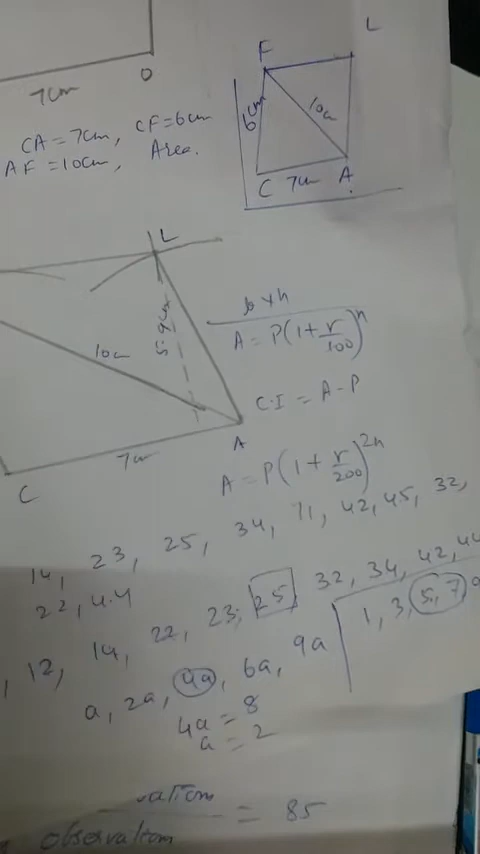 7cm
O
CA = 7cm, CF = 6cm
AF = 10cm, Area.
L
F
6cm
10cm
C 7cm A
L
5.9cm
10cm
7cm
C
A
b × h
A = P(1 + r/100)^n
C.I = A - P
A = P(1 + r/200)^2n
14, 23, 25, 34, 71, 42, 45, 32,
22, 44
, 12, 14, 22, 23, 25, 32, 34, 42, 44
a, 2a, 4a, 6a, 9a
1, 3, 5, 7
4a = 8
a = 2
vation = 85
observation